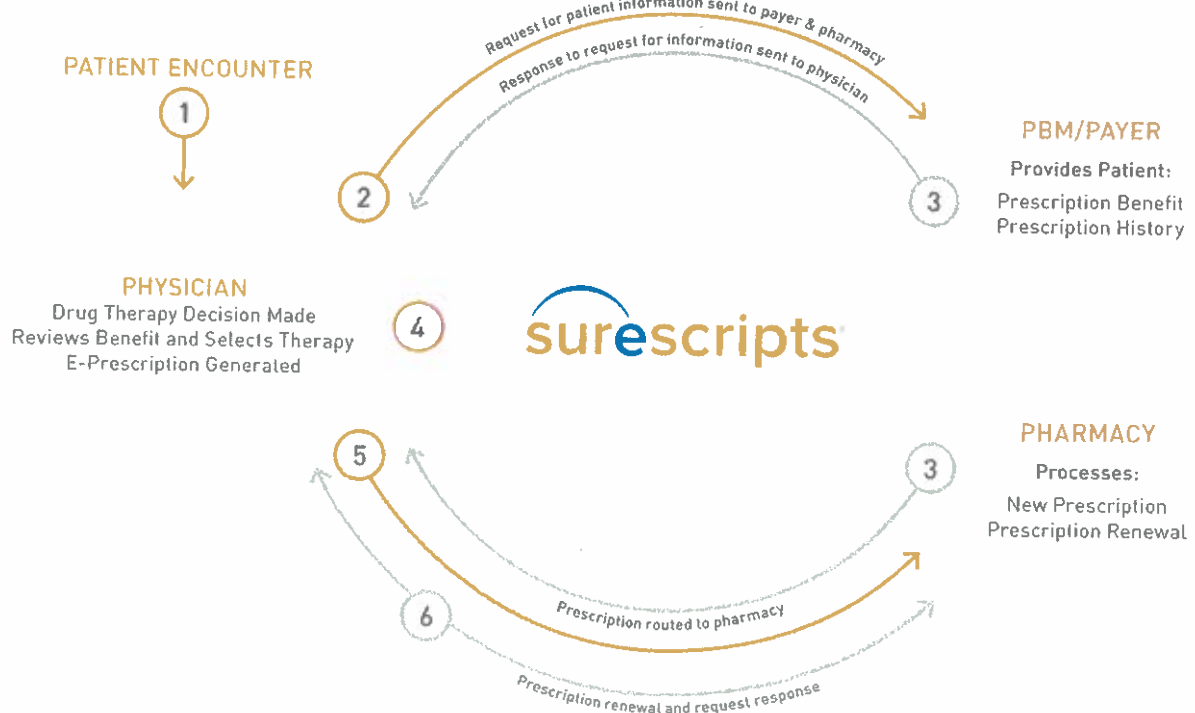 Request for patient information sent to payer & pharmacy
Response to request for information sent to physician
PATIENT ENCOUNTER
1
2
3
PBM/PAYER
Provides Patient:
Prescription Benefit
Prescription History
PHYSICIAN
Drug Therapy Decision Made
Reviews Benefit and Selects Therapy
E-Prescription Generated
4
surescripts
5
3
PHARMACY
Processes:
New Prescription
Prescription Renewal
6
Prescription routed to pharmacy
Prescription renewal and request response